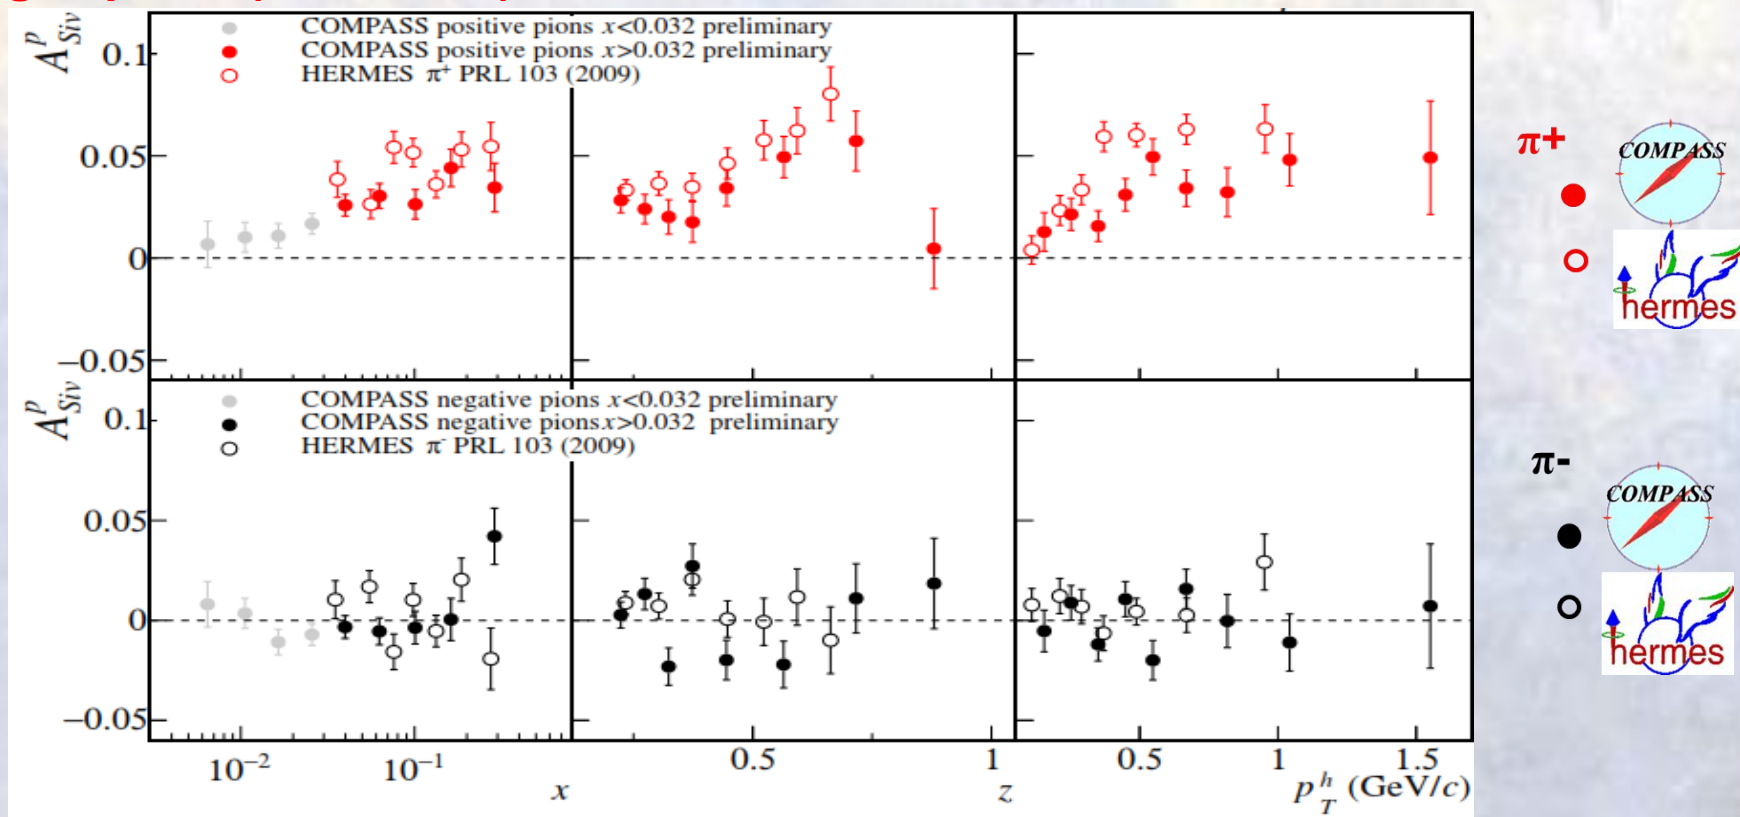 A^p_Siv
0.1
0.05
0
−0.05
COMPASS positive pions x<0.032 preliminary
COMPASS positive pions x>0.032 preliminary
HERMES π⁺ PRL 103 (2009)
A^p_Siv
0.1
0.05
0
−0.05
COMPASS negative pions x<0.032 preliminary
COMPASS negative pions x>0.032 preliminary
HERMES π⁻ PRL 103 (2009)
10⁻² 10⁻¹ 0.5 1 0.5 1 1.5
x z p_T^h (GeV/c)
π+
COMPASS
hermes
π-
COMPASS
hermes